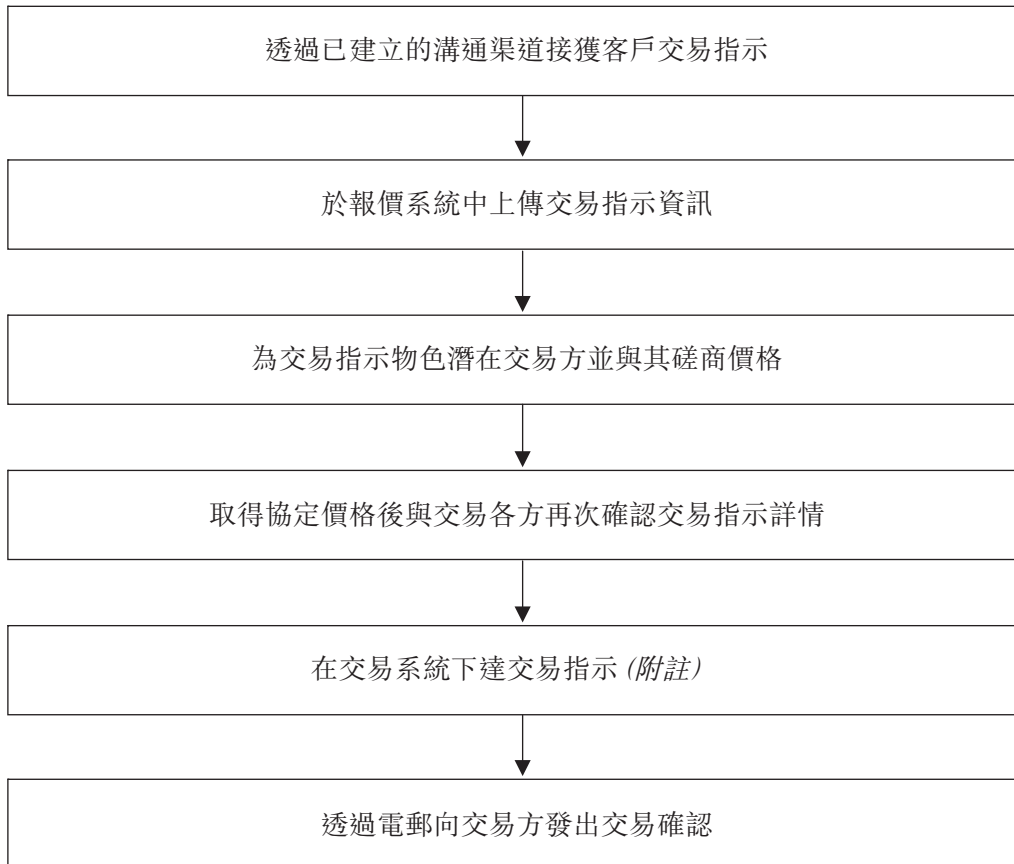 透過已建立的溝通渠道接獲客戶交易指示
於報價系統中上傳交易指示資訊
為交易指示物色潛在交易方並與其磋商價格
取得協定價格後與交易各方再次確認交易指示詳情
在交易系統下達交易指示 (附註)
透過電郵向交易方發出交易確認